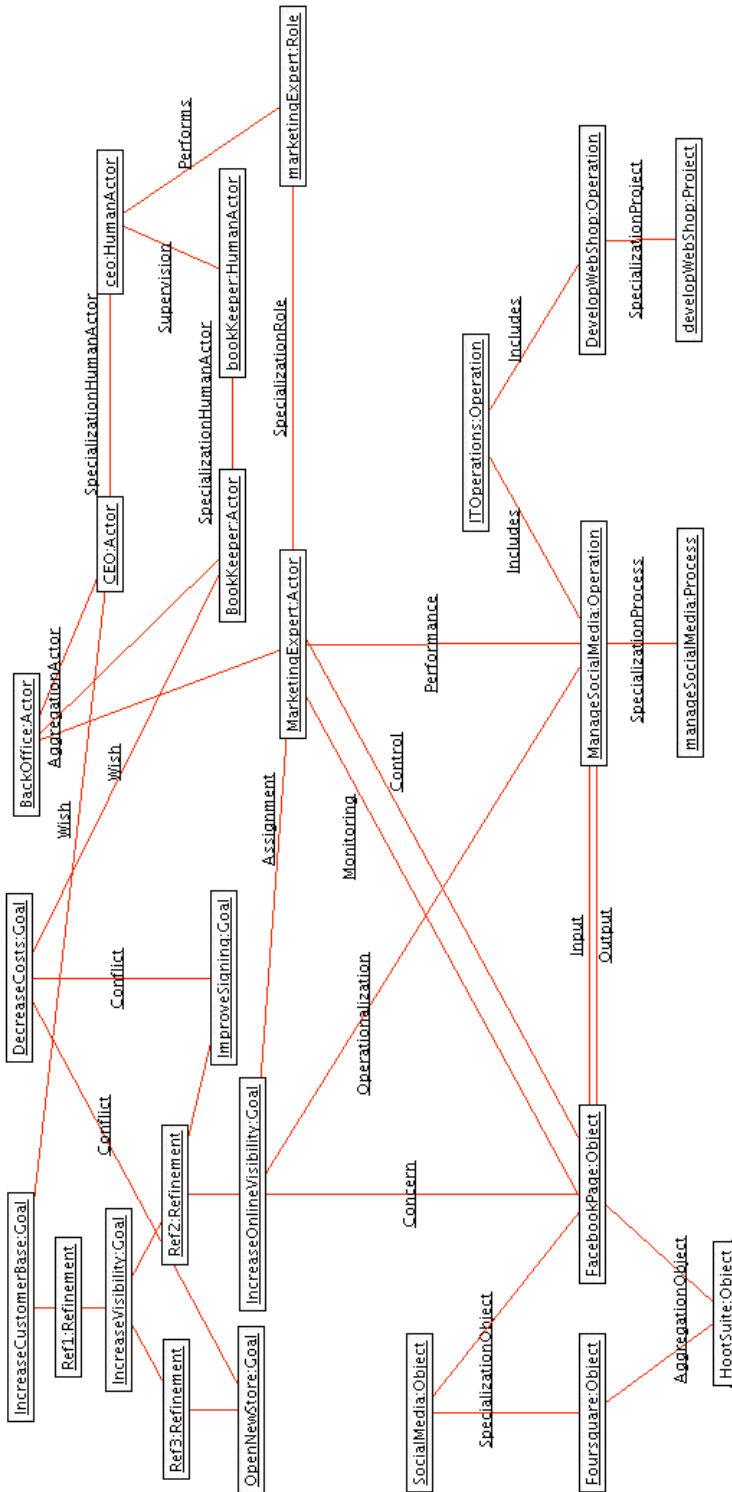 IncreaseCustomerBase:Goal
DecreaseCosts:Goal
BackOffice:Actor
Ref1:Refinement
Wish
AggregationActor
CEO:Actor
SpecializationHumanActor
ceo:HumanActor
Conflict
Conflict
Wish
Supervision
Performs
IncreaseVisibility:Goal
Ref2:Refinement
Ref3:Refinement
ImproveSigning:Goal
BookKeeper:Actor
SpecializationHumanActor
bookKeeper:HumanActor
OpenNewStore:Goal
IncreaseOnlineVisibility:Goal
Assignment
MarketingExpert:Actor
SpecializationRole
marketingExpert:Role
Operationalization
Monitoring
Control
Performance
SocialMedia:Object
Concern
ITOperations:Operation
SpecializationObject
Includes
Includes
Foursquare:Object
FacebookPage:Object
Input
Output
ManageSocialMedia:Operation
DevelopWebShop:Operation
SpecializationProcess
SpecializationProject
AggregationObject
HootSuite:Object
manageSocialMedia:Process
developWebShop:Project